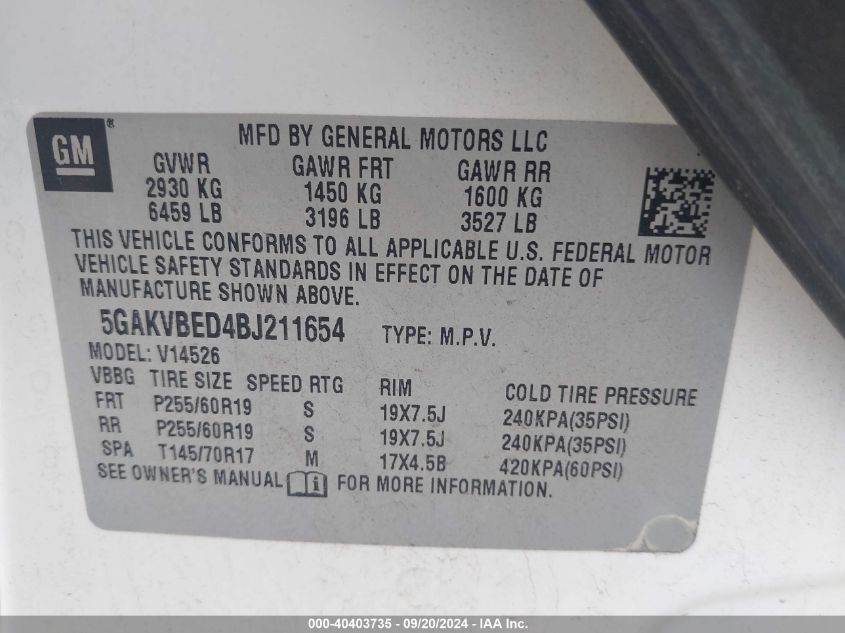 GM
®
MFD BY GENERAL MOTORS LLC
GVWR GAWR FRT GAWR RR
2930 KG 1450 KG 1600 KG
6459 LB 3196 LB 3527 LB
THIS VEHICLE CONFORMS TO ALL APPLICABLE U.S. FEDERAL MOTOR
VEHICLE SAFETY STANDARDS IN EFFECT ON THE DATE OF
MANUFACTURE SHOWN ABOVE.
5GAKVBED4BJ211654 TYPE: M.P.V.
MODEL: V14526
VBBG TIRE SIZE SPEED RTG RIM COLD TIRE PRESSURE
FRT P255/60R19 S 19X7.5J 240KPA(35PSI)
RR P255/60R19 S 19X7.5J 240KPA(35PSI)
SPA T145/70R17 M 17X4.5B 420KPA(60PSI)
SEE OWNER'S MANUAL i FOR MORE INFORMATION.
000-40403735 - 09/20/2024 - IAA Inc.